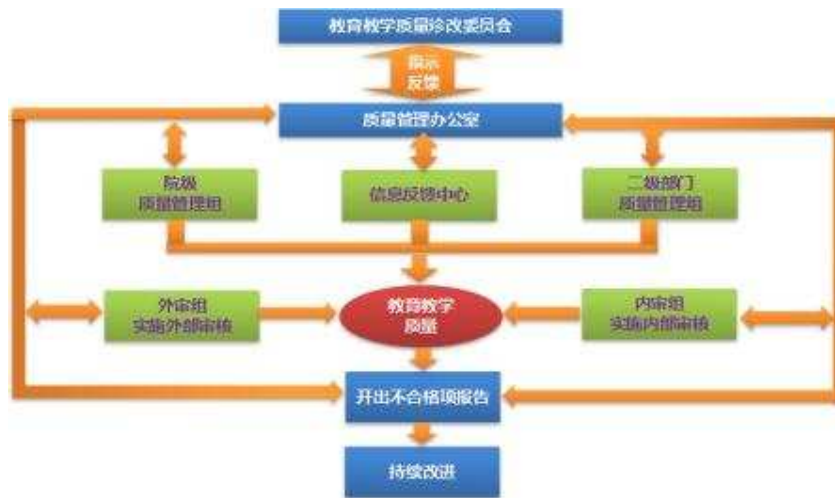 教育教学质量诊改委员会
指示
反馈
质量管理办公室
院级
质量管理组
信息反馈中心
二级部门
质量管理组
外审组
实施外部审核
教育教学
质量
内审组
实施内部审核
开出不合格项报告
持续改进